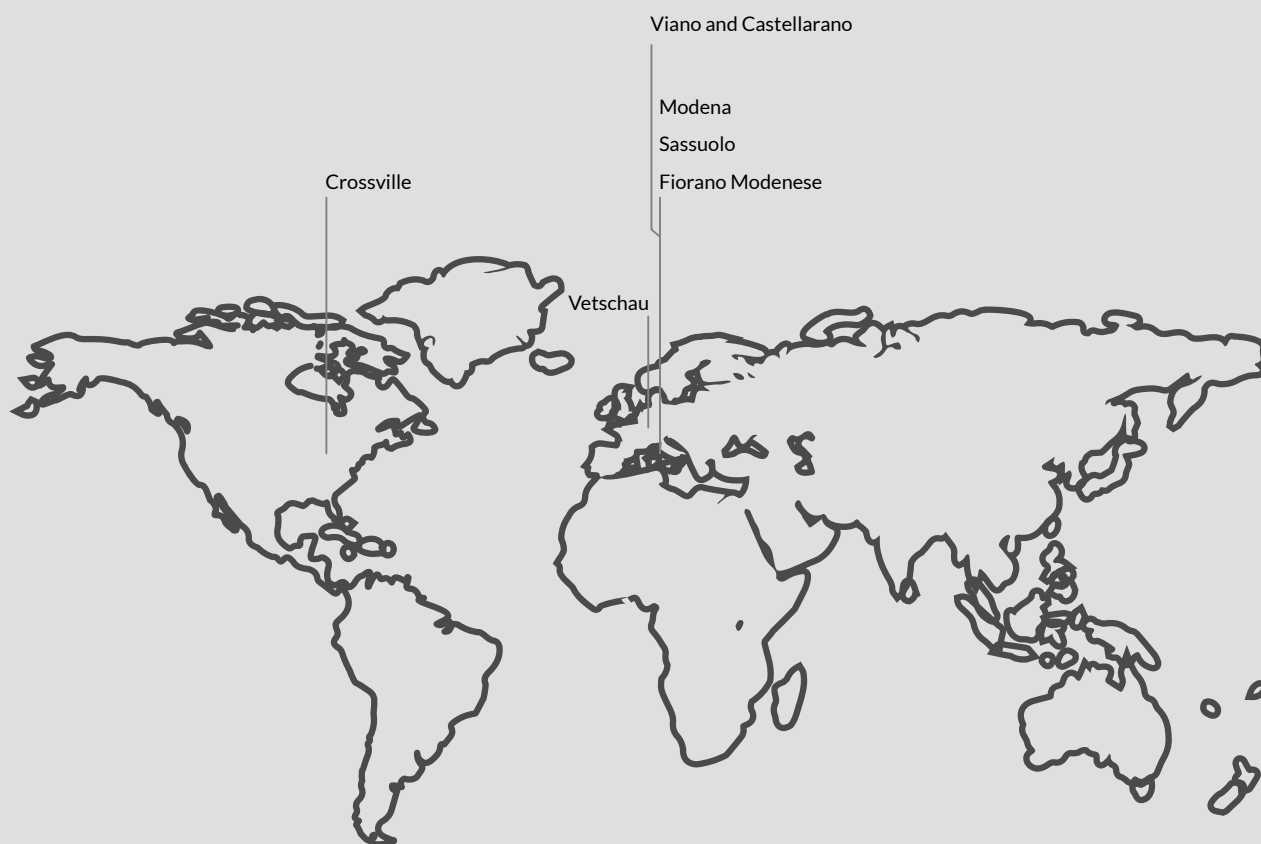 Viano and Castellarano
Modena
Sassuolo
Fiorano Modenese
Crossville
Vetschau